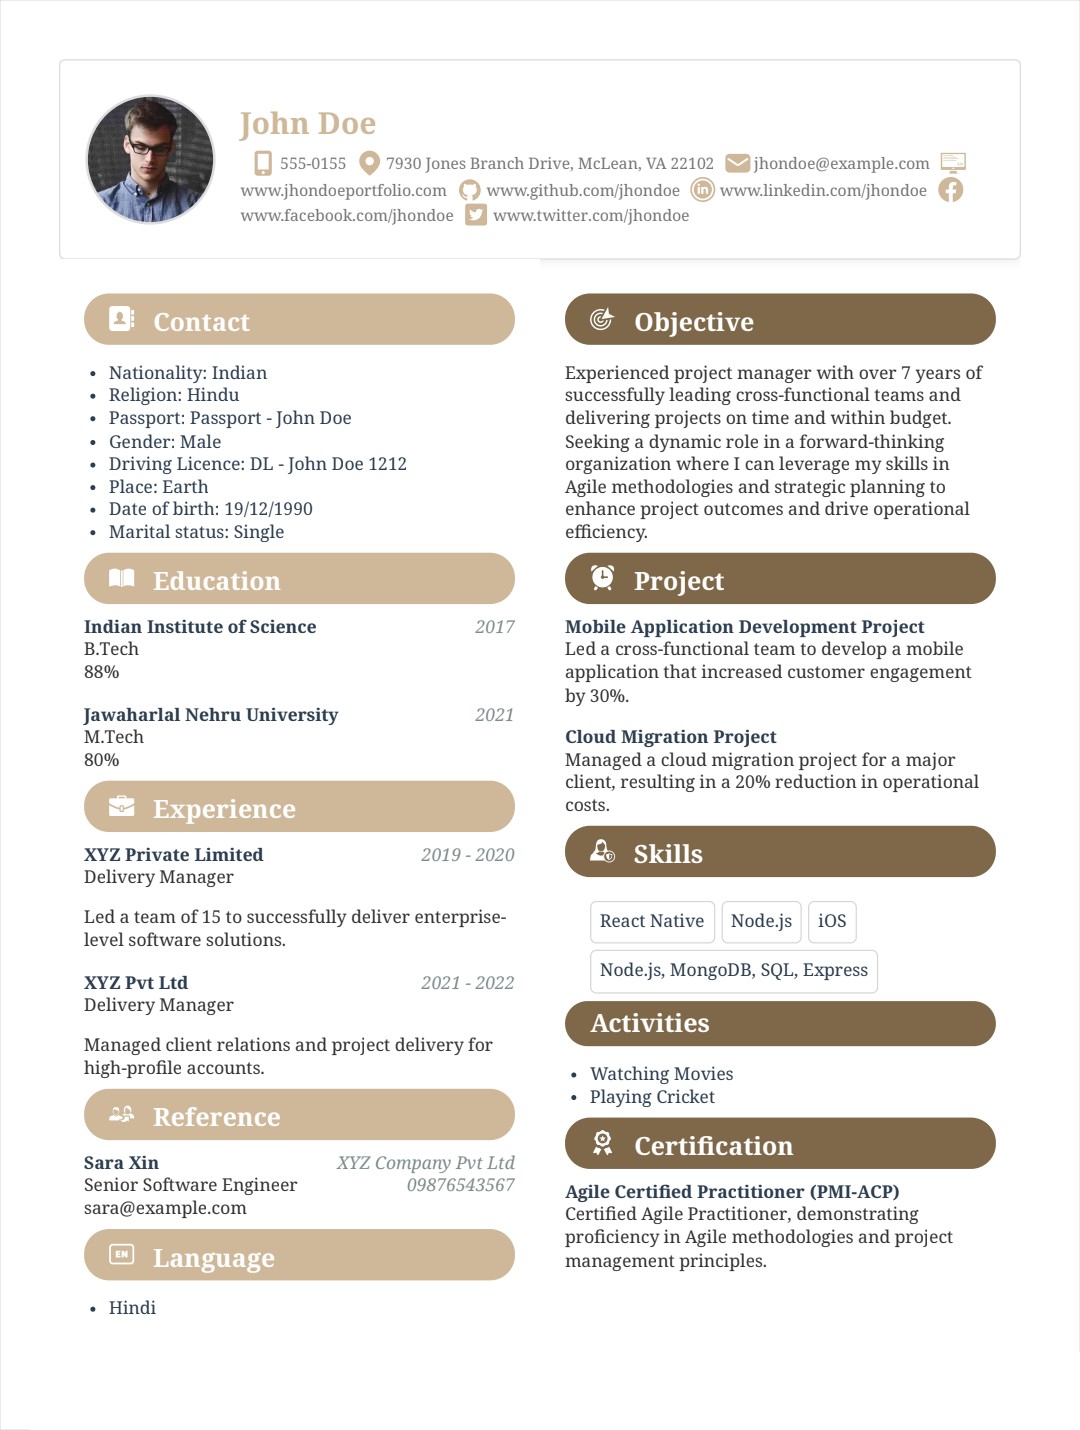 John Doe
555-0155 7930 Jones Branch Drive, McLean, VA 22102 jhondoe@example.com
www.jhondoeportfolio.com www.github.com/jhondoe www.linkedin.com/jhondoe
www.facebook.com/jhondoe www.twitter.com/jhondoe
Contact
• Nationality: Indian
• Religion: Hindu
• Passport: Passport - John Doe
• Gender: Male
• Driving Licence: DL - John Doe 1212
• Place: Earth
• Date of birth: 19/12/1990
• Marital status: Single
Education
Indian Institute of Science 2017
B.Tech
88%
Jawaharlal Nehru University 2021
M.Tech
80%
Experience
XYZ Private Limited 2019 - 2020
Delivery Manager
Led a team of 15 to successfully deliver enterprise-
level software solutions.
XYZ Pvt Ltd 2021 - 2022
Delivery Manager
Managed client relations and project delivery for
high-profile accounts.
Reference
Sara Xin XYZ Company Pvt Ltd
Senior Software Engineer 09876543567
sara@example.com
EN Language
• Hindi
Objective
Experienced project manager with over 7 years of
successfully leading cross-functional teams and
delivering projects on time and within budget.
Seeking a dynamic role in a forward-thinking
organization where I can leverage my skills in
Agile methodologies and strategic planning to
enhance project outcomes and drive operational
efficiency.
Project
Mobile Application Development Project
Led a cross-functional team to develop a mobile
application that increased customer engagement
by 30%.
Cloud Migration Project
Managed a cloud migration project for a major
client, resulting in a 20% reduction in operational
costs.
Skills
React Native Node.js iOS
Node.js, MongoDB, SQL, Express
Activities
• Watching Movies
• Playing Cricket
Certification
Agile Certified Practitioner (PMI-ACP)
Certified Agile Practitioner, demonstrating
proficiency in Agile methodologies and project
management principles.